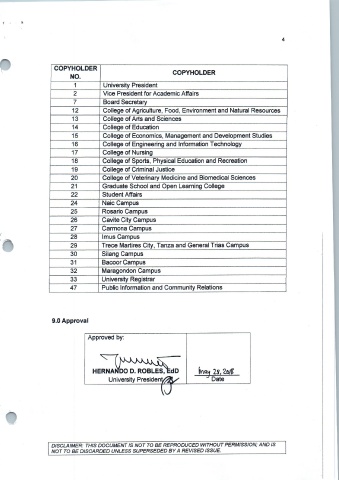 4
COPYHOLDER NO. COPYHOLDER
1 University President
2 Vice President for Academic Affairs
7 Board Secretary
12 College of Agriculture, Food, Environment and Natural Resources
13 College of Arts and Sciences
14 College of Education
15 College of Economics, Management and Development Studies
16 College of Engineering and Information Technology
17 College of Nursing
18 College of Sports, Physical Education and Recreation
19 College of Criminal Justice
20 College of Veterinary Medicine and Biomedical Sciences
21 Graduate School and Open Learning College
22 Student Affairs
24 Naic Campus
25 Rosario Campus
26 Cavite City Campus
27 Carmona Campus
28 Imus Campus
29 Trece Martires City, Tanza and General Trias Campus
30 Silang Campus
31 Bacoor Campus
32 Maragondon Campus
33 University Registrar
47 Public Information and Community Relations
9.0 Approval
Approved by:
HERNANDO D. ROBLES, EdD May 28, 2018
University President Date
DISCLAIMER: THIS DOCUMENT IS NOT TO BE REPRODUCED WITHOUT PERMISSION; AND IS
NOT TO BE DISCARDED UNLESS SUPERSEDED BY A REVISED ISSUE.